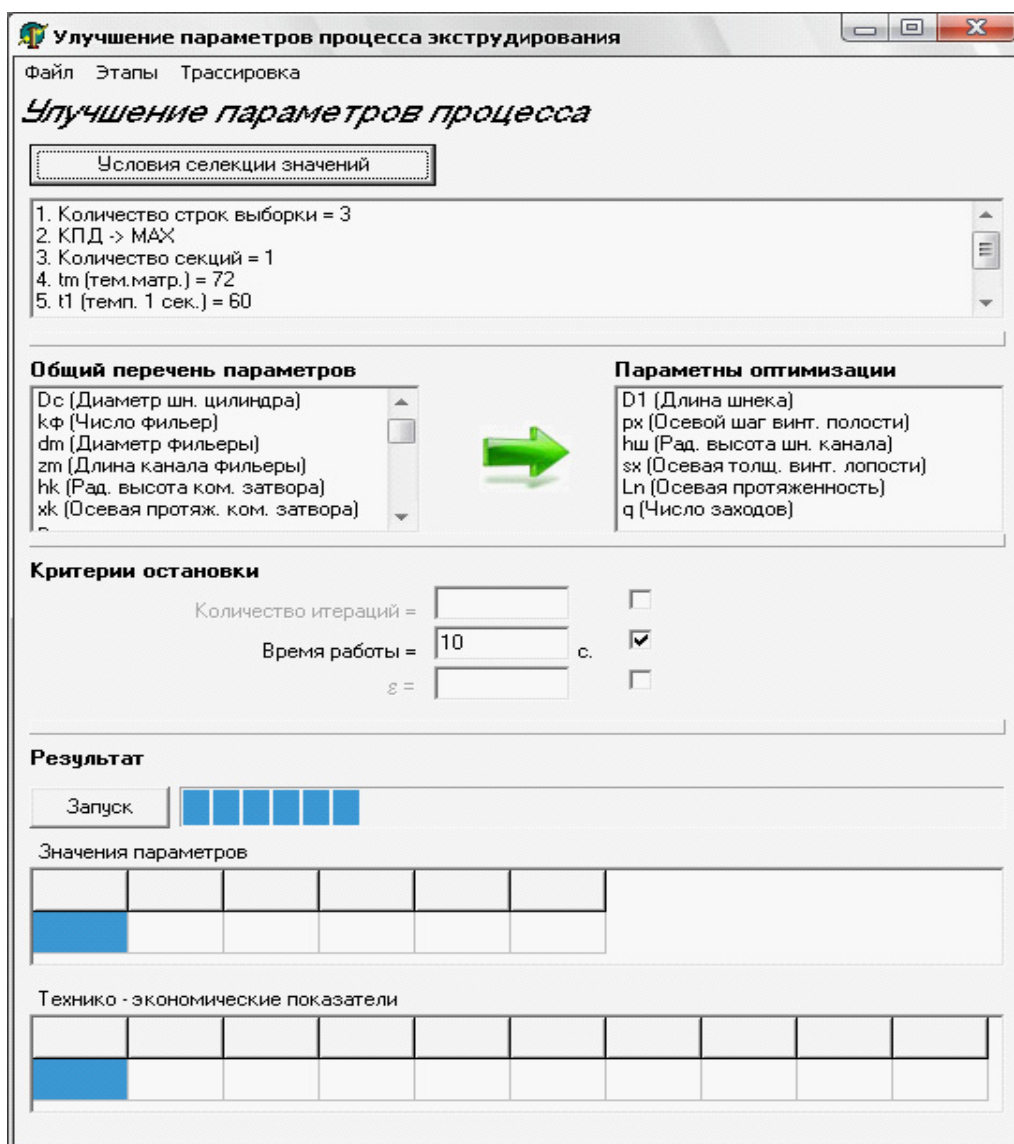 Улучшение параметров процесса экструдирования
Файл Этапы Трассировка
Улучшение параметров процесса
Условия селекции значений
1. Количество строк выборки = 3
2. КПД -> MAX
3. Количество секций = 1
4. tm (тем.матр.) = 72
5. t1 (темп. 1 сек.) = 60
Общий перечень параметров
Dc (Диаметр шн. цилиндра)
kФ (Число фильер)
dm (Диаметр фильеры)
zm (Длина канала фильеры)
hk (Рад. высота ком. затвора)
xk (Осевая протяж. ком. затвора)
Параметны оптимизации
D1 (Длина шнека)
px (Осевой шаг винт. полости)
hш (Рад. высота шн. канала)
sx (Осевая толщ. винт. лопости)
Ln (Осевая протяженность)
q (Число заходов)
Критерии остановки
Количество итераций =
Время работы = 10 с.
ε =
Результат
Запуск
Значения параметров
Технико - экономические показатели